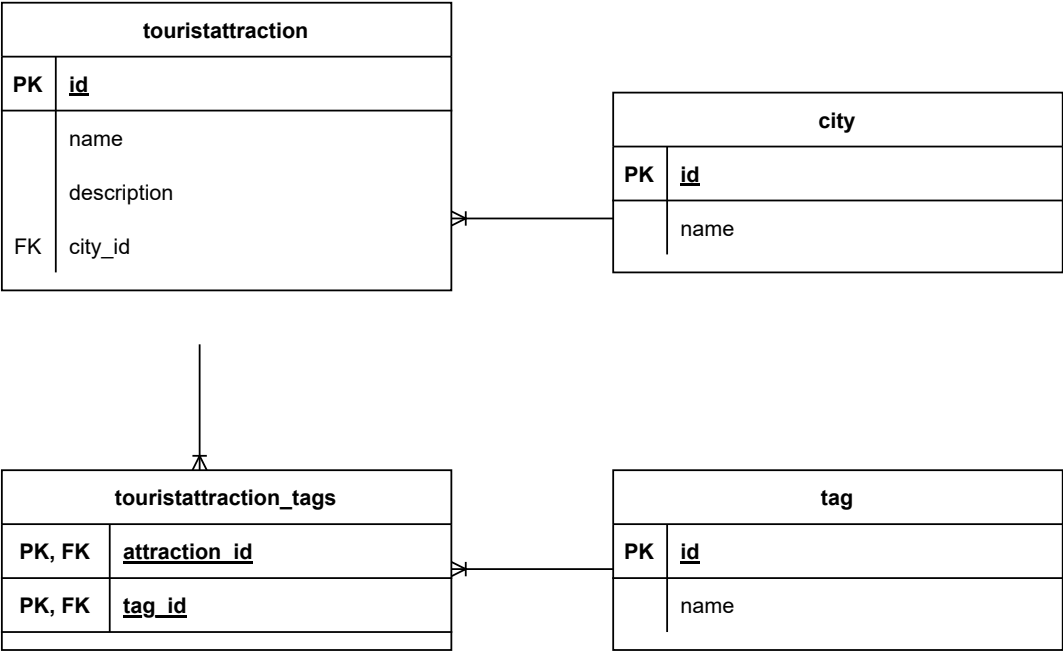 touristattraction
PK id
name
description
FK city_id
city
PK id
name
touristattraction_tags
PK, FK attraction_id
PK, FK tag_id
tag
PK id
name